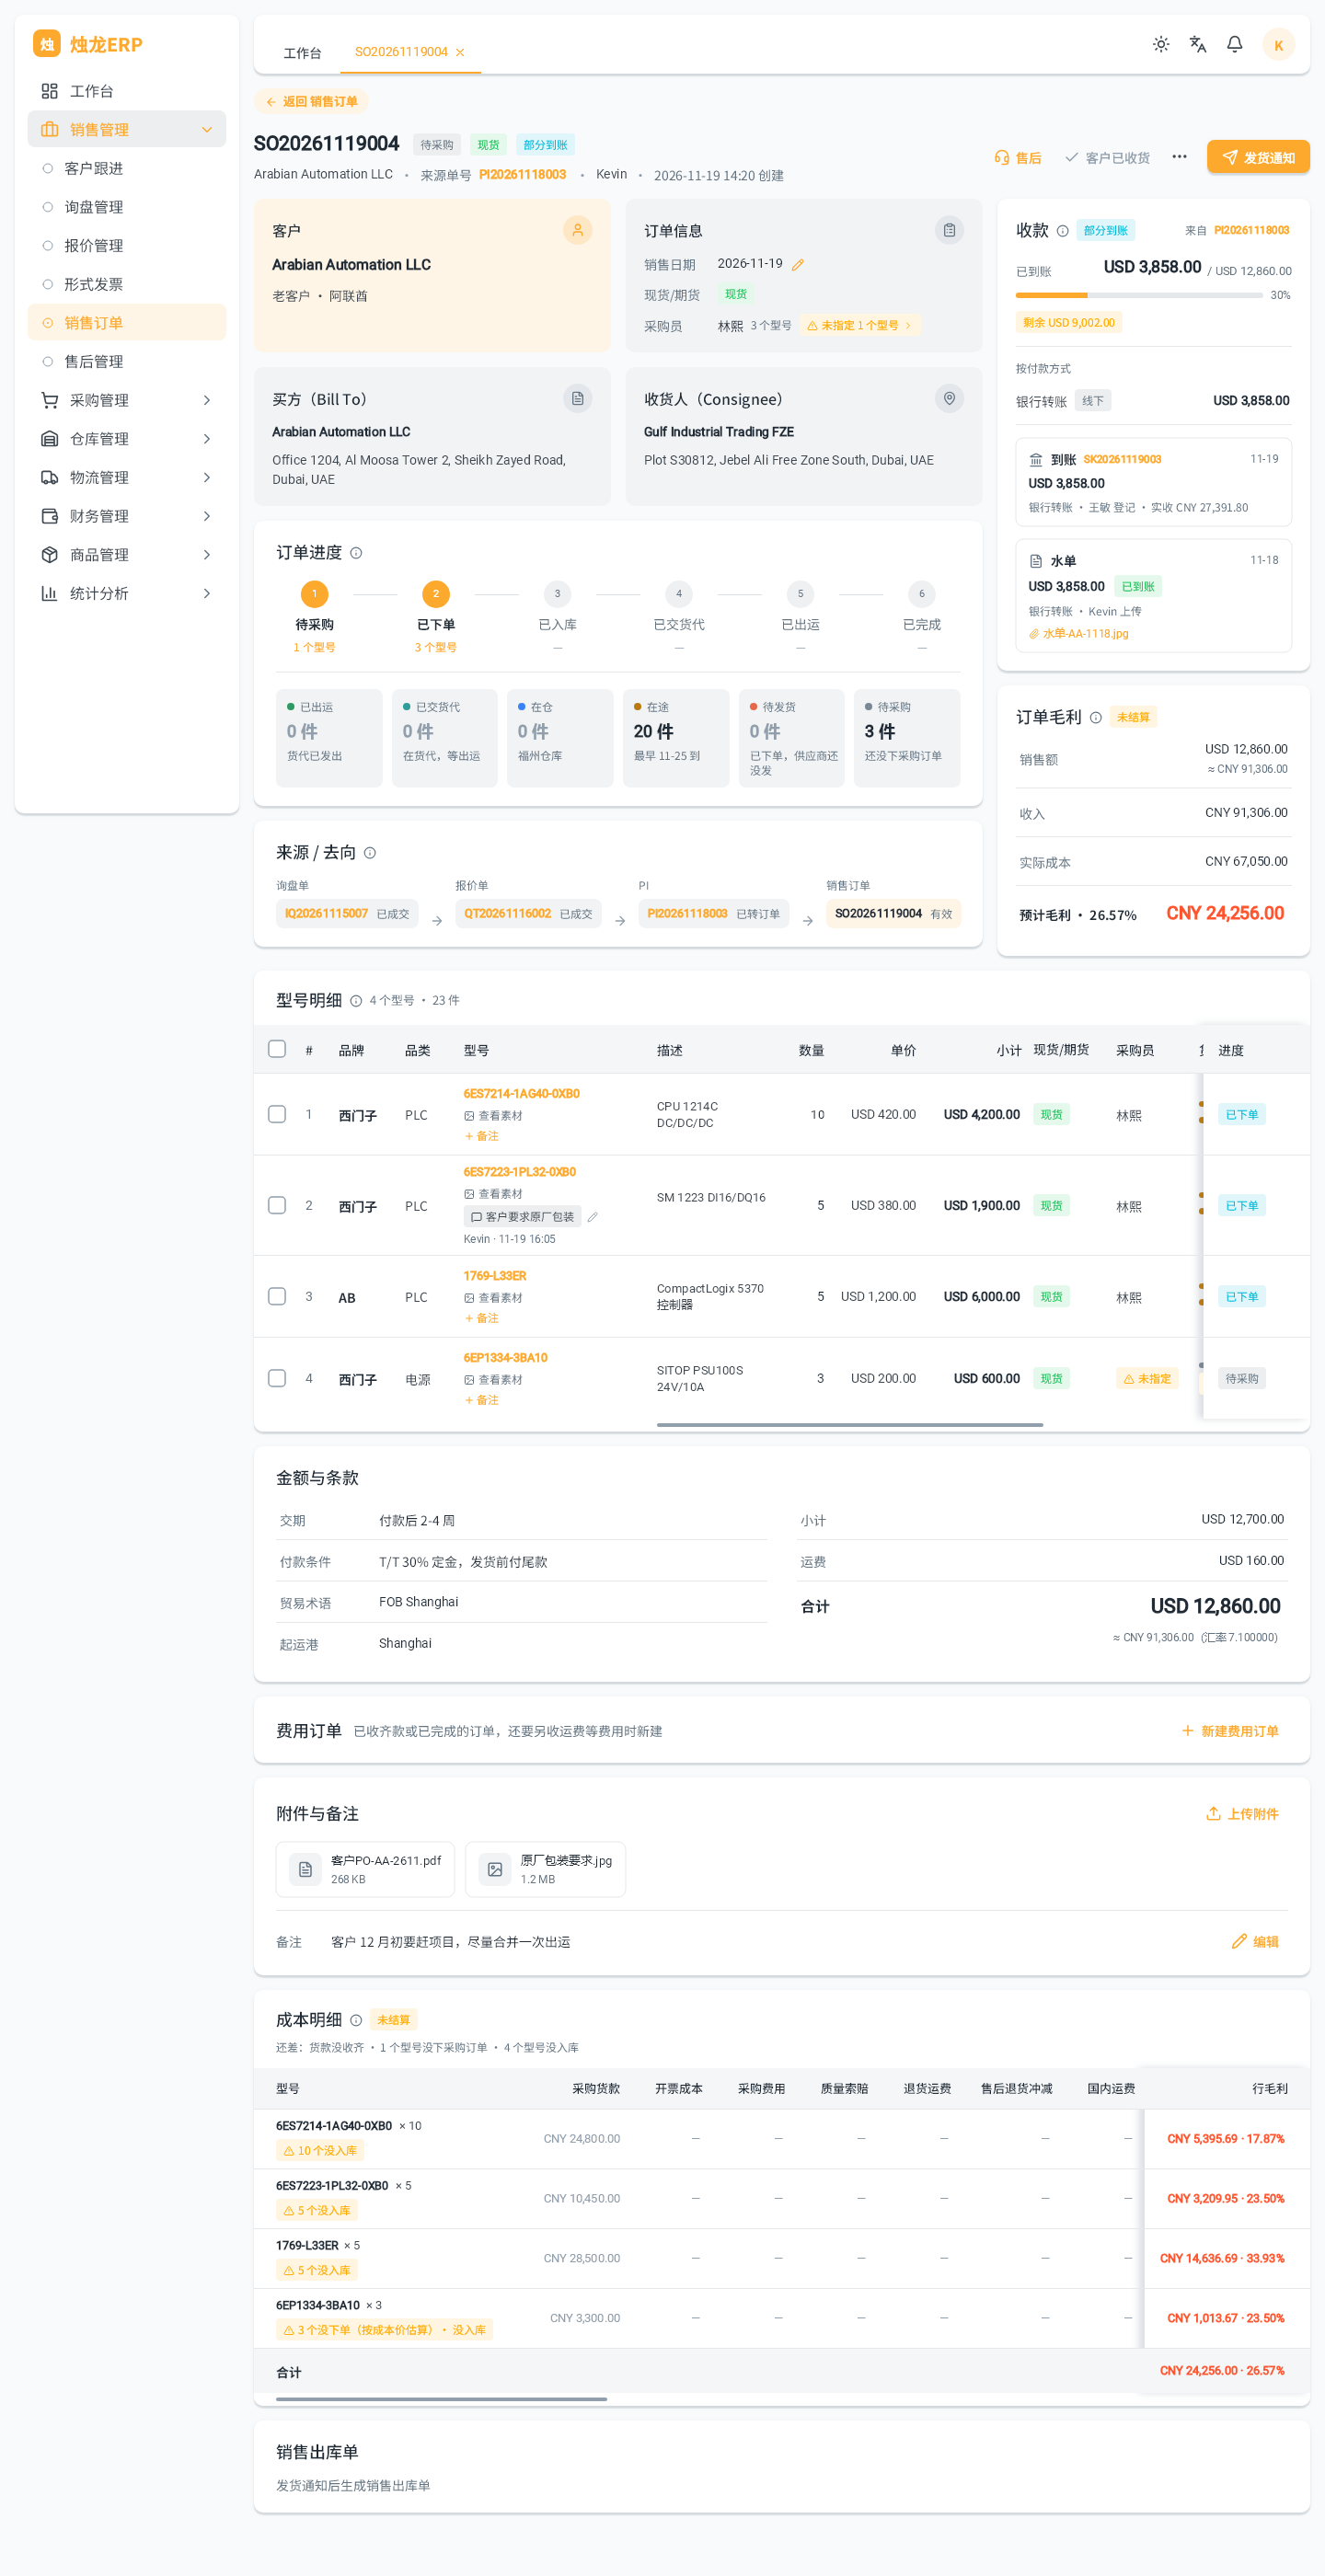 烛 烛龙ERP
工作台
销售管理
客户跟进
询盘管理
报价管理
形式发票
销售订单
售后管理
采购管理
仓库管理
物流管理
财务管理
商品管理
统计分析
工作台 SO20261119004
K
返回 销售订单
SO20261119004 待采购 现货 部分到账
Arabian Automation LLC • 来源单号 PI20261118003 • Kevin • 2026-11-19 14:20 创建
售后 客户已收货 发货通知
客户
Arabian Automation LLC
老客户 • 阿联酋
订单信息
销售日期 2026-11-19
现货/期货 现货
采购员 林熙 3 个型号 未指定 1 个型号
买方（Bill To）
Arabian Automation LLC
Office 1204, Al Moosa Tower 2, Sheikh Zayed Road,
Dubai, UAE
收货人（Consignee）
Gulf Industrial Trading FZE
Plot S30812, Jebel Ali Free Zone South, Dubai, UAE
收款 部分到账 来自 PI20261118003
已到账 USD 3,858.00 / USD 12,860.00
30%
剩余 USD 9,002.00
按付款方式
银行转账 线下 USD 3,858.00
到账 SK20261119003 11-19
USD 3,858.00
银行转账 • 王敏 登记 • 实收 CNY 27,391.80
水单 11-18
USD 3,858.00 已到账
银行转账 • Kevin 上传
水单-AA-1118.jpg
订单进度
1 2 3 4 5 6
待采购 已下单 已入库 已交货代 已出运 已完成
1 个型号 3 个型号 — — — —
已出运 已交货代 在仓 在途 待发货 待采购
0 件 0 件 0 件 20 件 0 件 3 件
货代已发出 在货代，等出运 福州仓库 最早 11-25 到 已下单，供应商还没发 还没下采购订单
订单毛利 未结算
销售额 USD 12,860.00
≈ CNY 91,306.00
收入 CNY 91,306.00
实际成本 CNY 67,050.00
预计毛利 • 26.57% CNY 24,256.00
来源 / 去向
询盘单 报价单 PI 销售订单
IQ20261115007 已成交 → QT20261116002 已成交 → PI20261118003 已转订单 → SO20261119004 有效
型号明细 4 个型号 • 23 件
# 品牌 品类 型号 描述 数量 单价 小计 现货/期货 采购员 进度
6ES7214-1AG40-0XB0
1 西门子 PLC 查看素材 CPU 1214C DC/DC/DC 10 USD 420.00 USD 4,200.00 现货 林熙 已下单
+ 备注
6ES7223-1PL32-0XB0
查看素材
2 西门子 PLC 客户要求原厂包装 SM 1223 DI16/DQ16 5 USD 380.00 USD 1,900.00 现货 林熙 已下单
Kevin · 11-19 16:05
1769-L33ER
3 AB PLC 查看素材 CompactLogix 5370 控制器 5 USD 1,200.00 USD 6,000.00 现货 林熙 已下单
+ 备注
6EP1334-3BA10
4 西门子 电源 查看素材 SITOP PSU100S 24V/10A 3 USD 200.00 USD 600.00 现货 未指定 待采购
+ 备注
金额与条款
交期 付款后 2-4 周
付款条件 T/T 30% 定金，发货前付尾款
贸易术语 FOB Shanghai
起运港 Shanghai
小计 USD 12,700.00
运费 USD 160.00
合计 USD 12,860.00
≈ CNY 91,306.00（汇率 7.100000）
费用订单 已收齐款或已完成的订单，还要另收运费等费用时新建 + 新建费用订单
附件与备注 上传附件
客户PO-AA-2611.pdf
268 KB
原厂包装要求.jpg
1.2 MB
备注 客户 12 月初要赶项目，尽量合并一次出运 编辑
成本明细 未结算
还差：货款没收齐 • 1 个型号没下采购订单 • 4 个型号没入库
型号 采购货款 开票成本 采购费用 质量索赔 退货运费 售后退货冲减 国内运费 行毛利
6ES7214-1AG40-0XB0 × 10
10 个没入库 CNY 24,800.00 — — — — — — CNY 5,395.69 · 17.87%
6ES7223-1PL32-0XB0 × 5
5 个没入库 CNY 10,450.00 — — — — — — CNY 3,209.95 · 23.50%
1769-L33ER × 5
5 个没入库 CNY 28,500.00 — — — — — — CNY 14,636.69 · 33.93%
6EP1334-3BA10 × 3
3 个没下单（按成本价估算） • 没入库 CNY 3,300.00 — — — — — — CNY 1,013.67 · 23.50%
合计 CNY 24,256.00 · 26.57%
销售出库单
发货通知后生成销售出库单